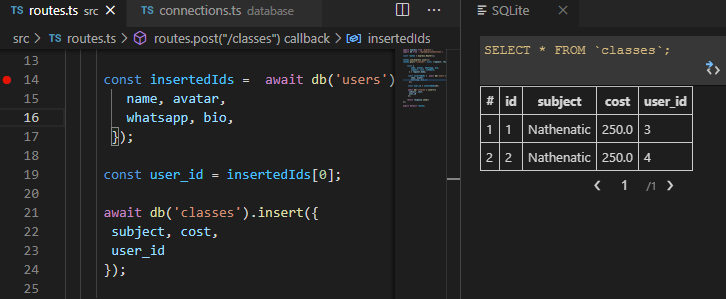 routes.ts src × connections.ts database ···
src > routes.ts > routes.post("/classes") callback > insertedIds
13
14 const insertedIds = await db('users')
15 name, avatar,
16 whatsapp, bio,
17 });
18
19 const user_id = insertedIds[0];
20
21 await db('classes').insert({
22 subject, cost,
23 user_id
24 });
25
SQLite ×
SELECT * FROM `classes`;
# id subject cost user_id
1 1 Nathenatic 250.0 3
2 2 Nathenatic 250.0 4
< 1 /1 >